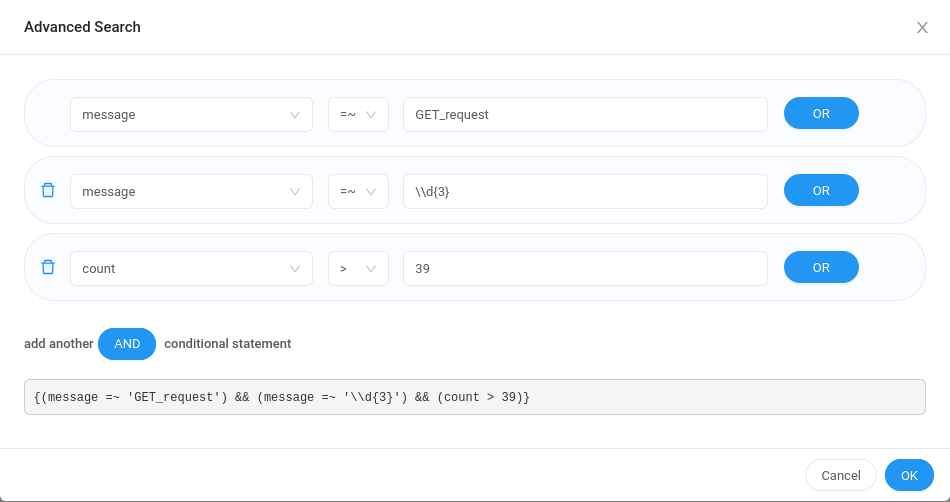 Advanced Search
message =~ GET_request OR
message =~ \\d{3} OR
count > 39 OR
add another AND conditional statement
{(message =~ 'GET_request') && (message =~ '\\d{3}') && (count > 39)}
Cancel OK